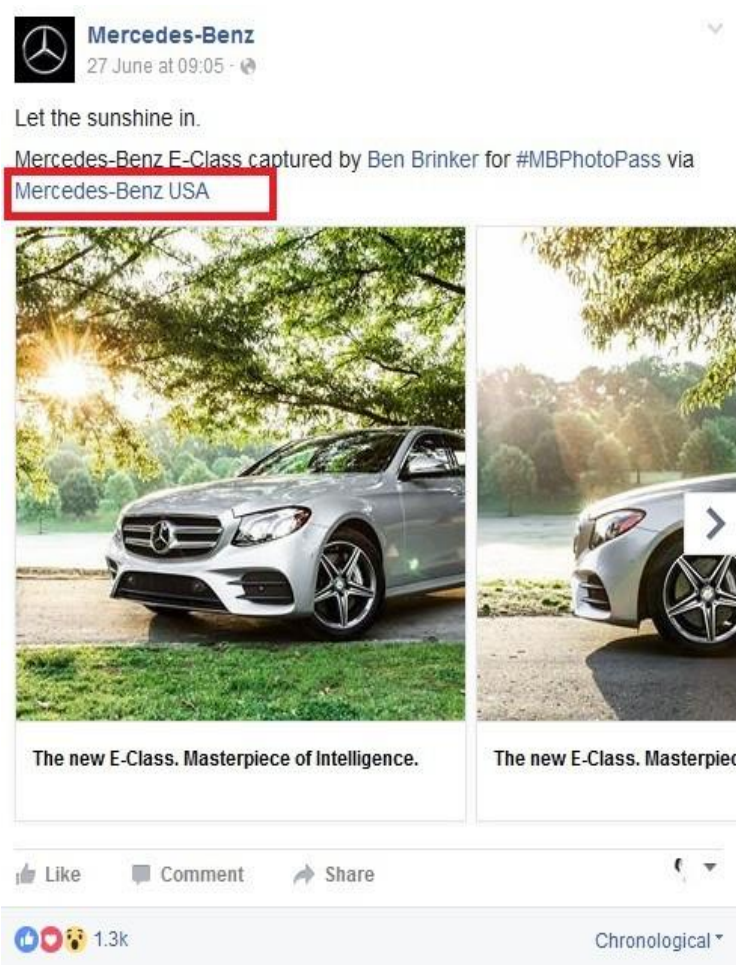 Mercedes-Benz
27 June at 09:05 ·
Let the sunshine in.
Mercedes-Benz E-Class captured by Ben Brinker for #MBPhotoPass via
Mercedes-Benz USA
The new E-Class. Masterpiece of Intelligence.
The new E-Class. Masterpiec
Like Comment Share
1.3k Chronological